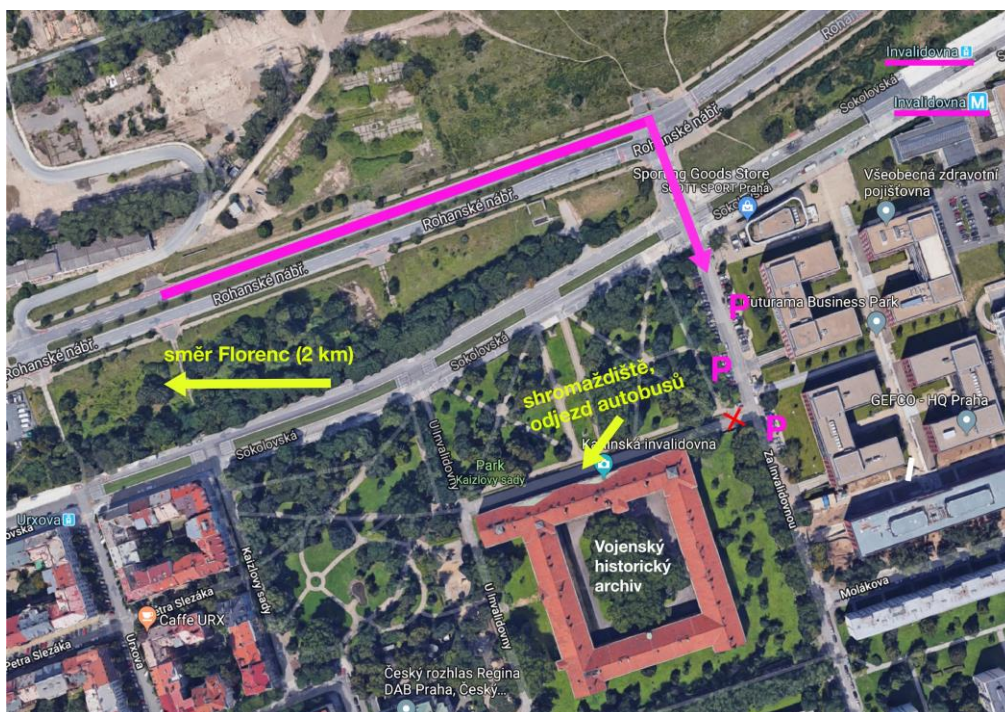 Rohanské nábř.
Invalidovna
Sokolovská
Invalidovna M
Rohanské nábř.
Sporting Goods Store
SCOTT SPORT Praha
Všeobecná zdravotní
pojišťovna
Rohanské nábř.
Rohanské nábř.
P
Futurama Business Park
Rohanské nábř.
směr Florenc (2 km)
Sokolovská
P
shromaždiště,
odjezd autobusů
GEFCO - HQ Praha
P
Karlínská invalidovna
Sokolovská
U Invalidovny
Park
Kaizlovy sady
Za Invalidovnou
Urxova
Vojenský
historický
archiv
Kaizlovy sady
U Invalidovny
Molákova
Petra Slezáka
Caffe URX
Urxova
Petra Slezáka
Český rozhlas Regina
DAB Praha, Český...